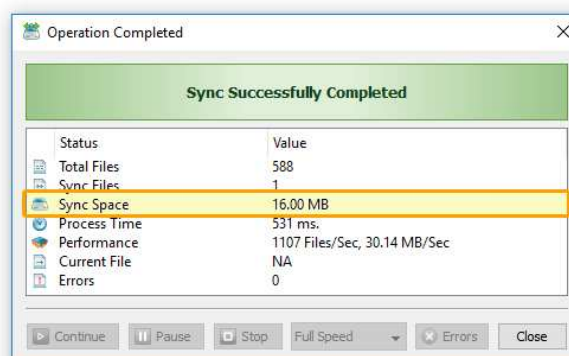 Operation Completed
Sync Successfully Completed
Status Value
Total Files 588
Sync Files 1
Sync Space 16.00 MB
Process Time 531 ms.
Performance 1107 Files/Sec, 30.14 MB/Sec
Current File NA
Errors 0
Continue Pause Stop Full Speed Errors Close